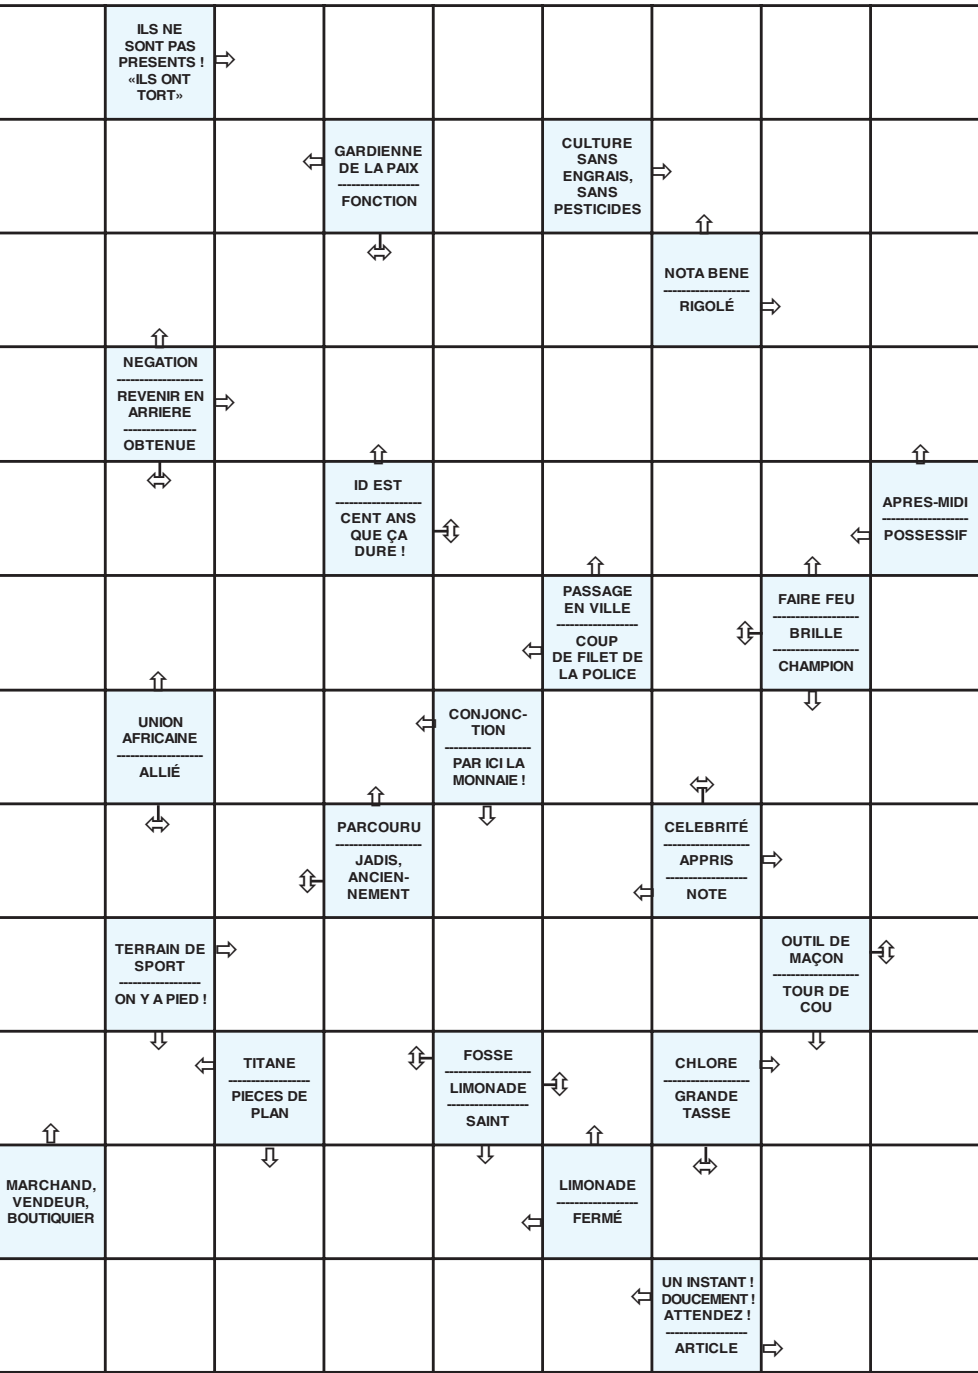 ILS NE
SONT PAS
PRESENTS !
«ILS ONT
TORT»
GARDIENNE
DE LA PAIX
FONCTION
CULTURE
SANS
ENGRAIS,
SANS
PESTICIDES
NOTA BENE
RIGOLÉ
NEGATION
REVENIR EN
ARRIERE
OBTENUE
ID EST
CENT ANS
QUE ÇA
DURE !
APRES-MIDI
POSSESSIF
PASSAGE
EN VILLE
COUP
DE FILET DE
LA POLICE
FAIRE FEU
BRILLE
CHAMPION
UNION
AFRICAINE
ALLIÉ
CONJONC-
TION
PAR ICI LA
MONNAIE !
PARCOURU
JADIS,
ANCIEN-
NEMENT
CELEBRITÉ
APPRIS
NOTE
TERRAIN DE
SPORT
ON Y A PIED !
OUTIL DE
MAÇON
TOUR DE
COU
TITANE
PIECES DE
PLAN
FOSSE
LIMONADE
SAINT
CHLORE
GRANDE
TASSE
MARCHAND,
VENDEUR,
BOUTIQUIER
LIMONADE
FERMÉ
UN INSTANT !
DOUCEMENT !
ATTENDEZ !
ARTICLE